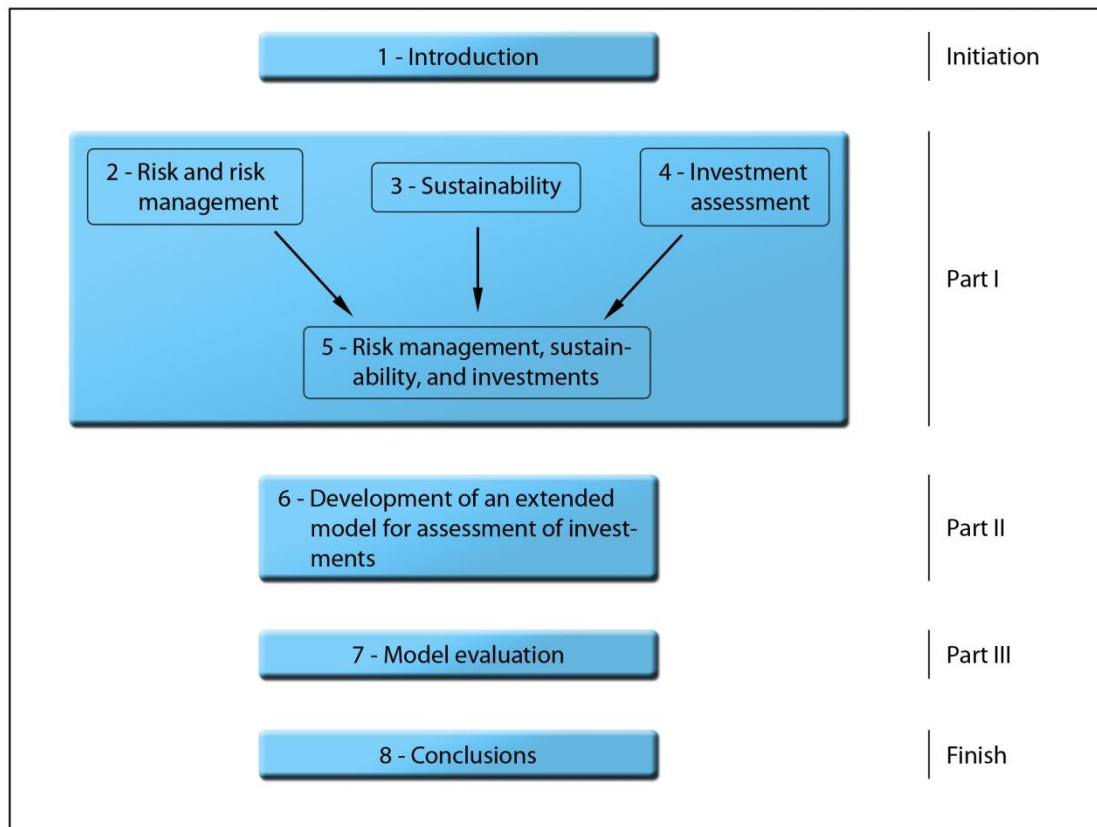 1 - Introduction
Initiation
2 - Risk and risk
management
3 - Sustainability
4 - Investment
assessment
Part I
5 - Risk management, sustain-
ability, and investments
6 - Development of an extended
model for assessment of invest-
ments
Part II
7 - Model evaluation
Part III
8 - Conclusions
Finish